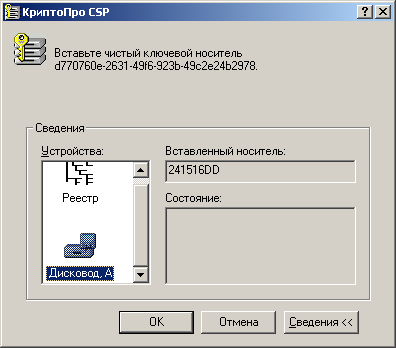 КриптоПро CSP
Вставьте чистый ключевой носитель
d770760e-2631-49f6-923b-49c2e24b2978.
Сведения
Устройства:
Вставленный носитель:
241516DD
Реестр
Состояние:
Дисковод, A
OK
Отмена
Сведения <<